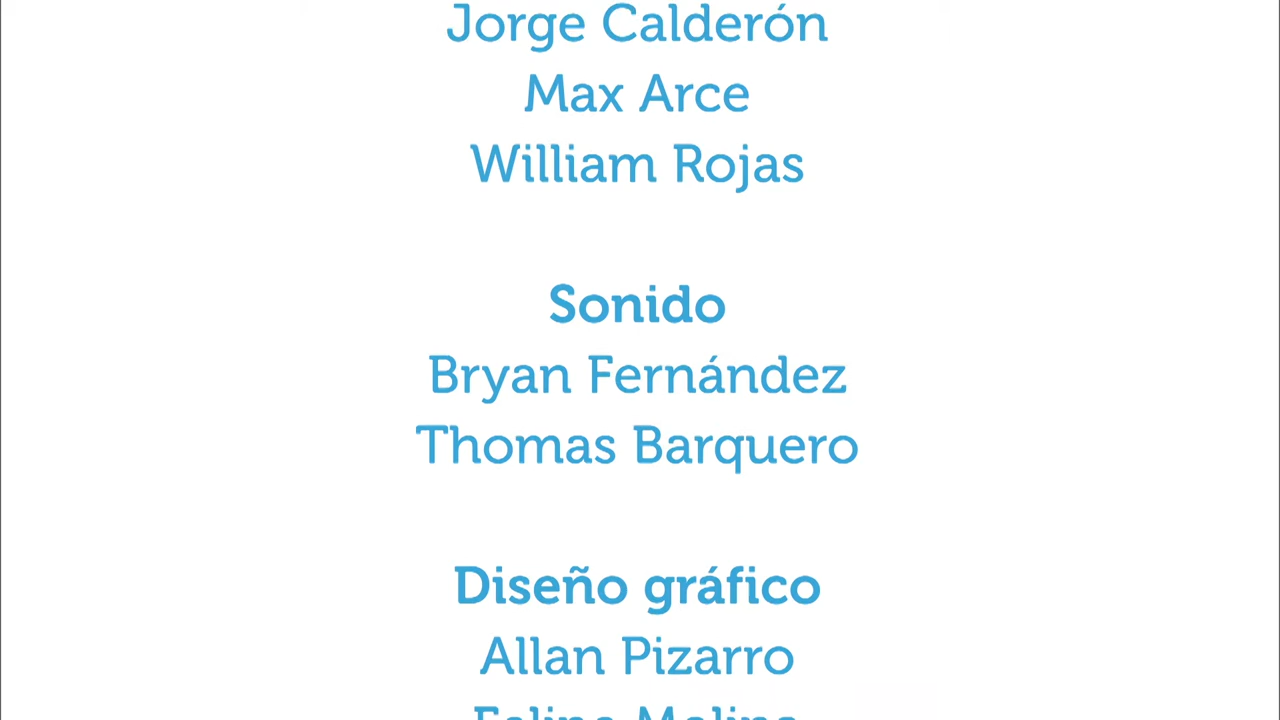 Jorge Calderón
Max Arce
William Rojas
Sonido
Bryan Fernández
Thomas Barquero
Diseño gráfico
Allan Pizarro